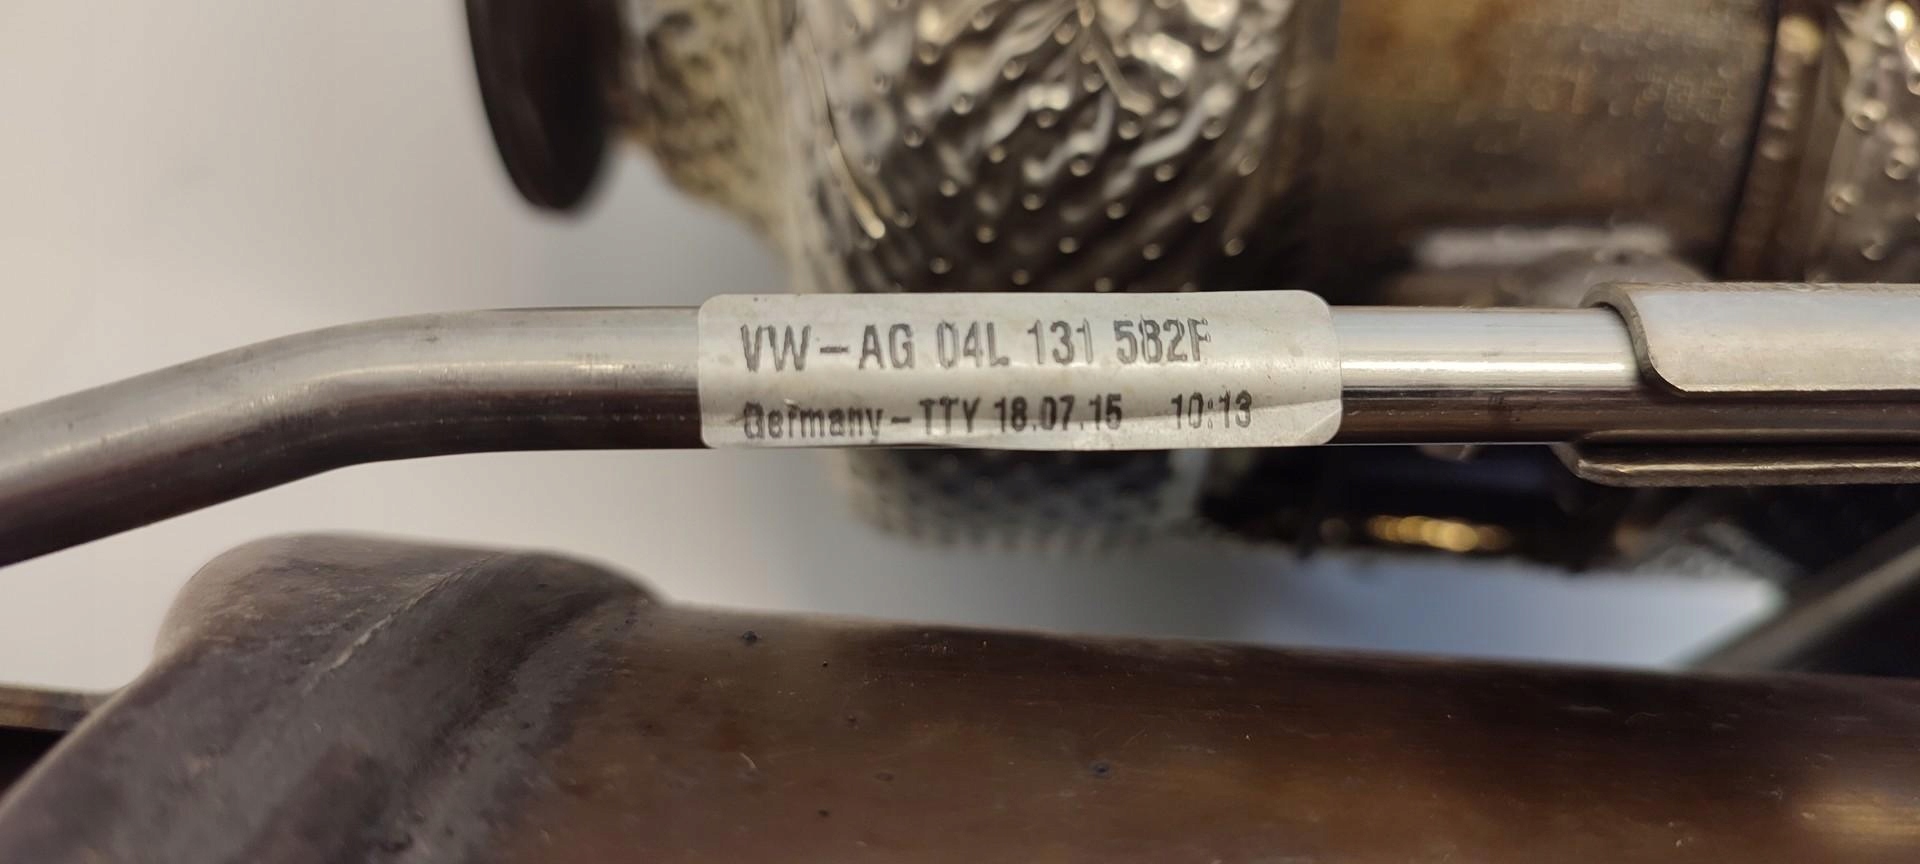 VW-AG 04L 131 582F
Germany-TTY 18.07.15 10:13